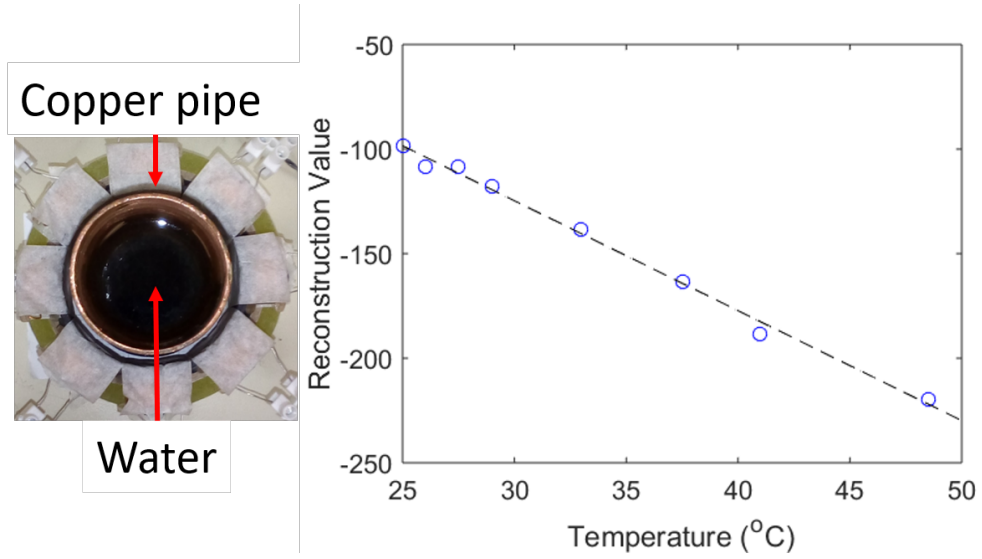 Copper pipe
Water
Reconstruction Value
-50
-100
-150
-200
-250
25 30 35 40 45 50
Temperature (°C)